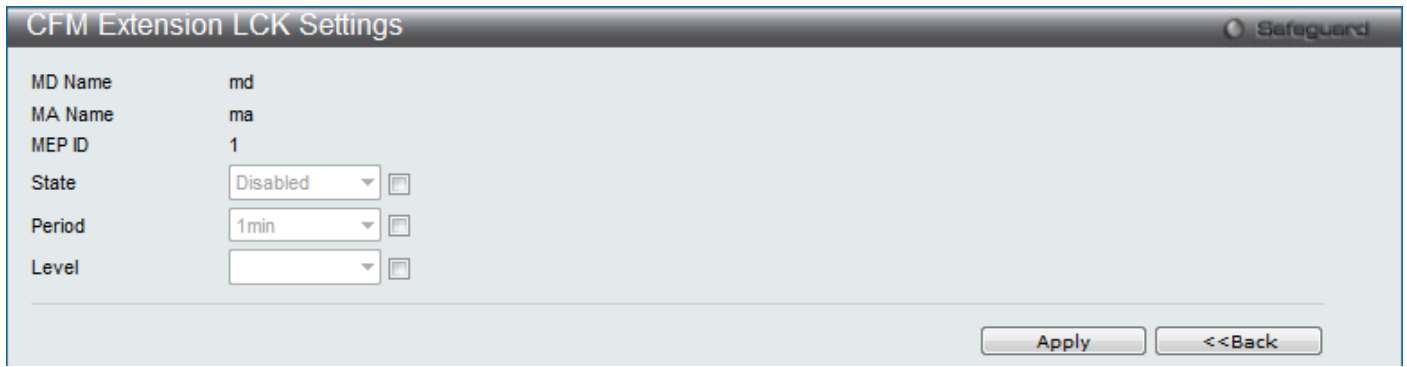 CFM Extension LCK Settings
Safeguard
MD Name md
MA Name ma
MEP ID 1
State Disabled
Period 1min
Level
Apply <<Back